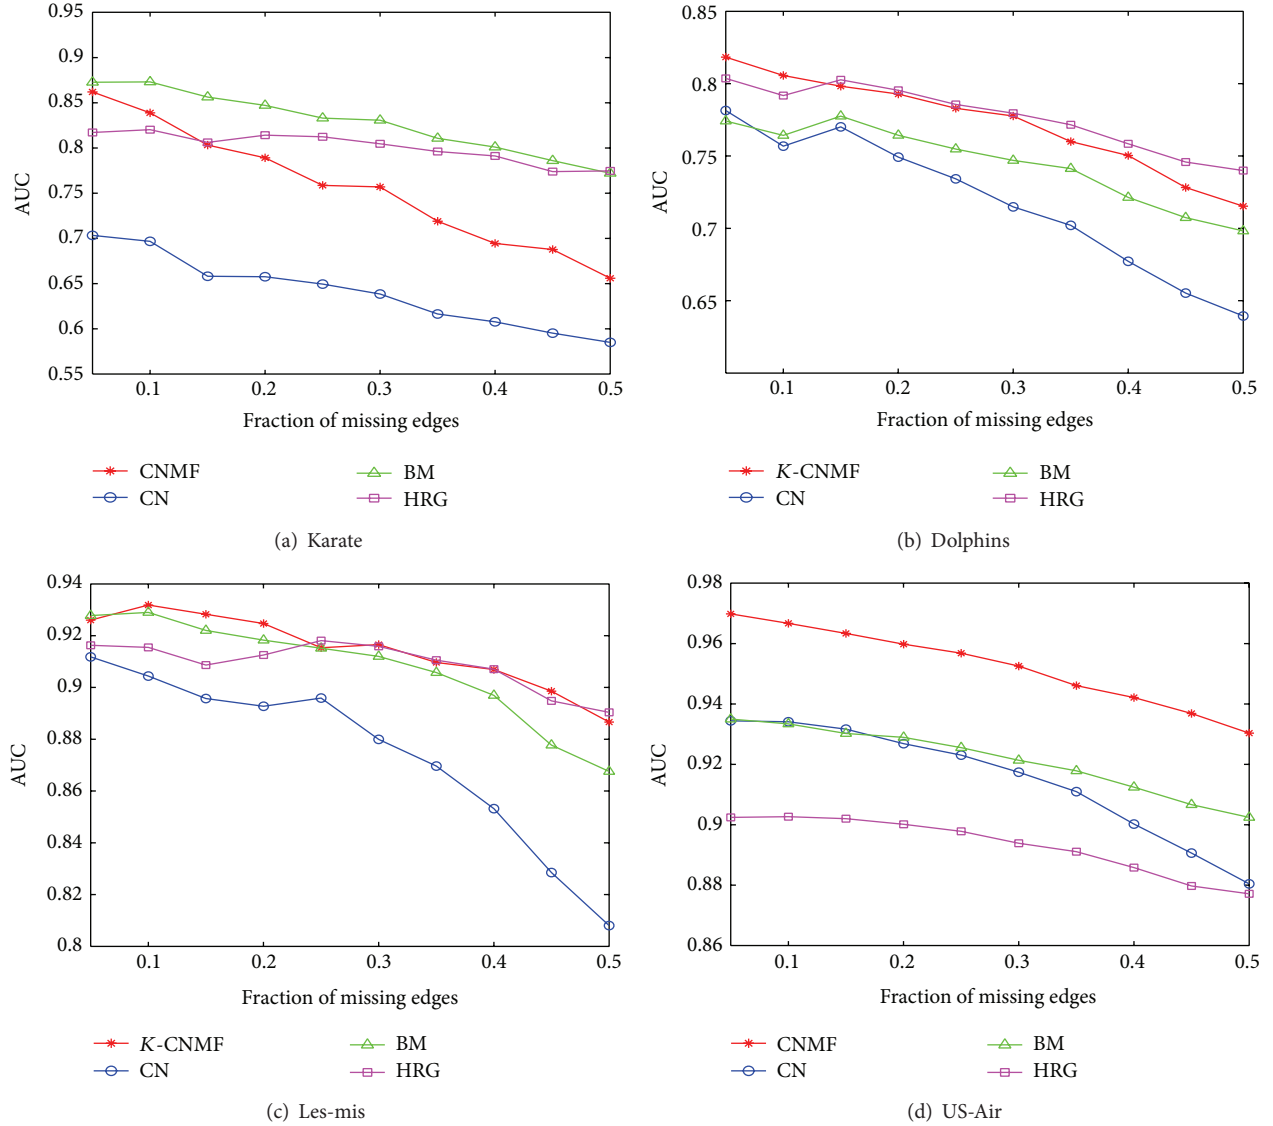 0.95
0.9
0.85
0.8
0.75
0.7
0.65
0.6
0.55
AUC
0.1 0.2 0.3 0.4 0.5
Fraction of missing edges
CNMF
CN
BM
HRG
(a) Karate
0.85
0.8
0.75
0.7
0.65
AUC
0.1 0.2 0.3 0.4 0.5
Fraction of missing edges
K-CNMF
CN
BM
HRG
(b) Dolphins
0.94
0.92
0.9
0.88
0.86
0.84
0.82
0.8
AUC
0.1 0.2 0.3 0.4 0.5
Fraction of missing edges
K-CNMF
CN
BM
HRG
(c) Les-mis
0.98
0.96
0.94
0.92
0.9
0.88
0.86
AUC
0.1 0.2 0.3 0.4 0.5
Fraction of missing edges
CNMF
CN
BM
HRG
(d) US-Air